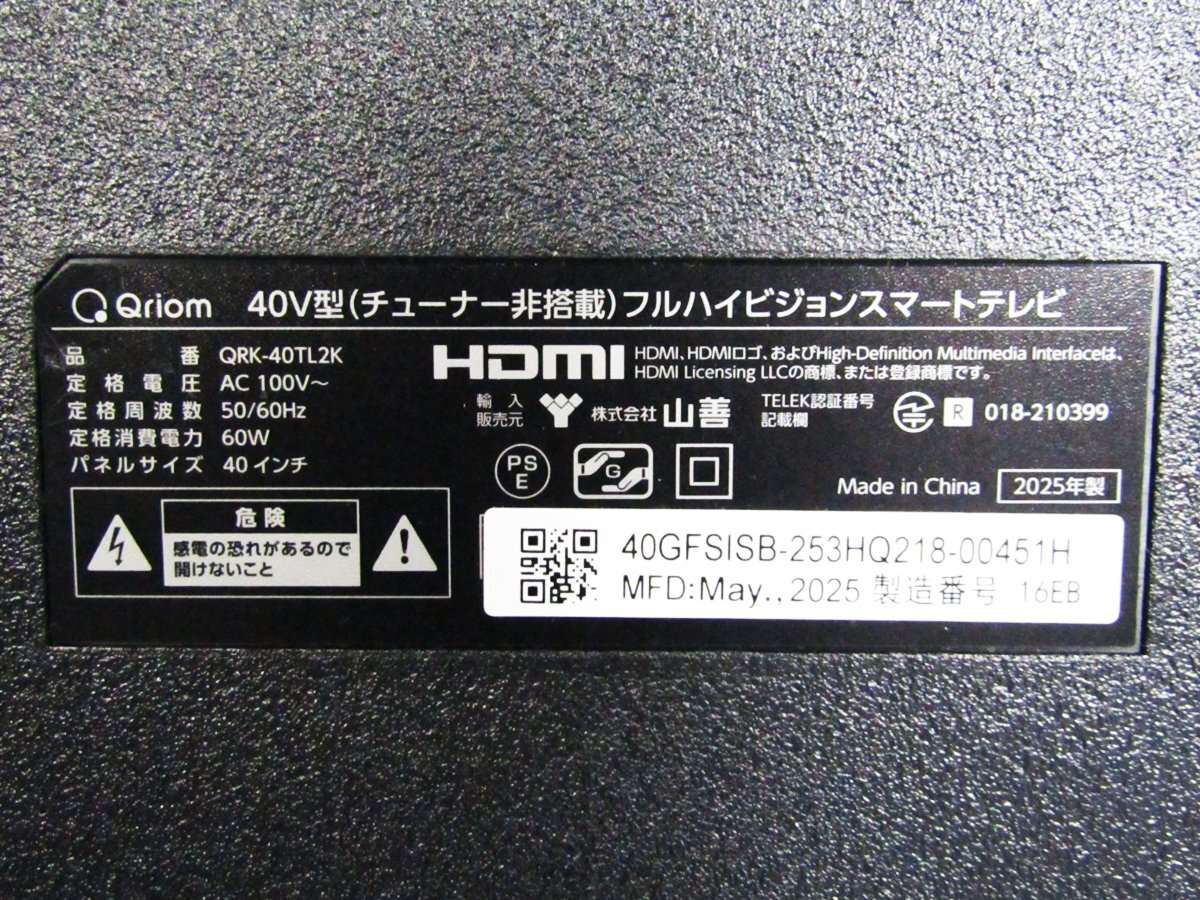 Qriom 40V型(チューナー非搭載)フルハイビジョンスマートテレビ
品番 QRK-40TL2K
定格電圧 AC 100V～
定格周波数 50/60Hz
定格消費電力 60W
パネルサイズ 40インチ
危険
感電の恐れがあるので
開けないこと
HDMI
HDMI、HDMIロゴ、およびHigh-Definition Multimedia Interfaceは、
HDMI Licensing LLCの商標、または登録商標です。
輸入
販売元
株式会社 山善
TELEK認証番号
記載欄
R 018-210399
PS
E
G
Made in China 2025年製
40GFSISB-253HQ218-00451H
MFD:May.,2025 製造番号 16EB